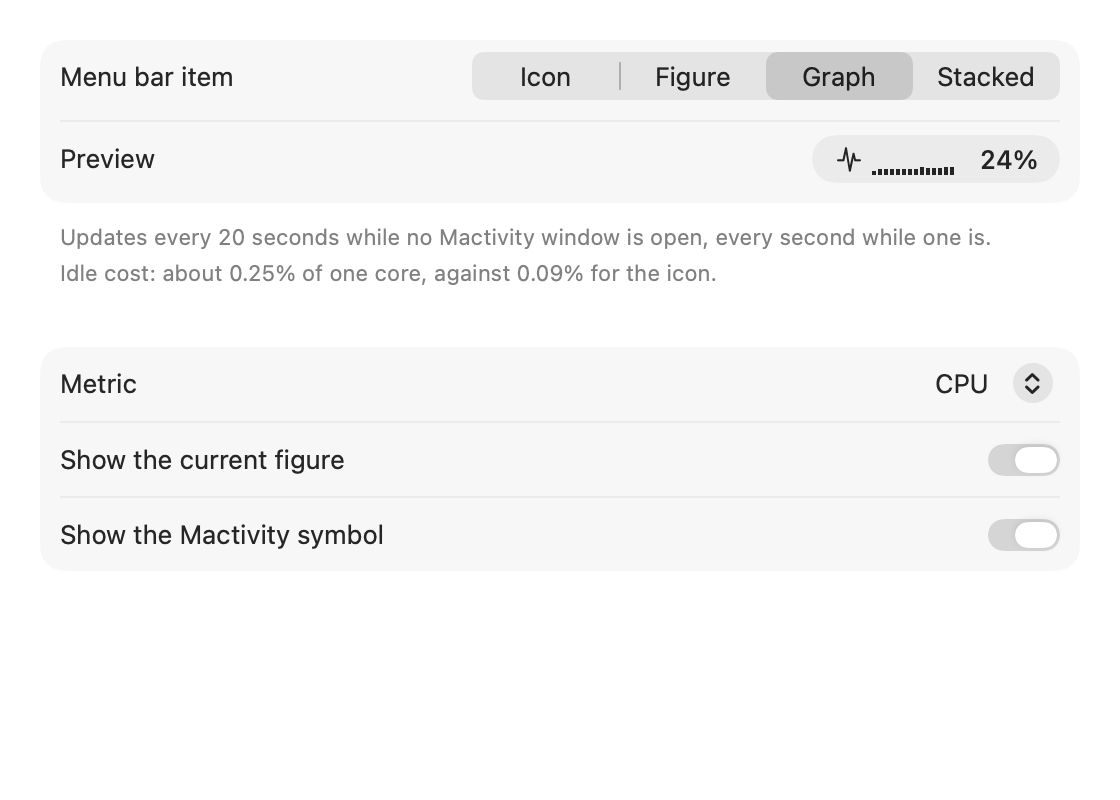 Menu bar item
Icon Figure Graph Stacked
Preview
24%
Updates every 20 seconds while no Mactivity window is open, every second while one is.
Idle cost: about 0.25% of one core, against 0.09% for the icon.
Metric
CPU
Show the current figure
Show the Mactivity symbol